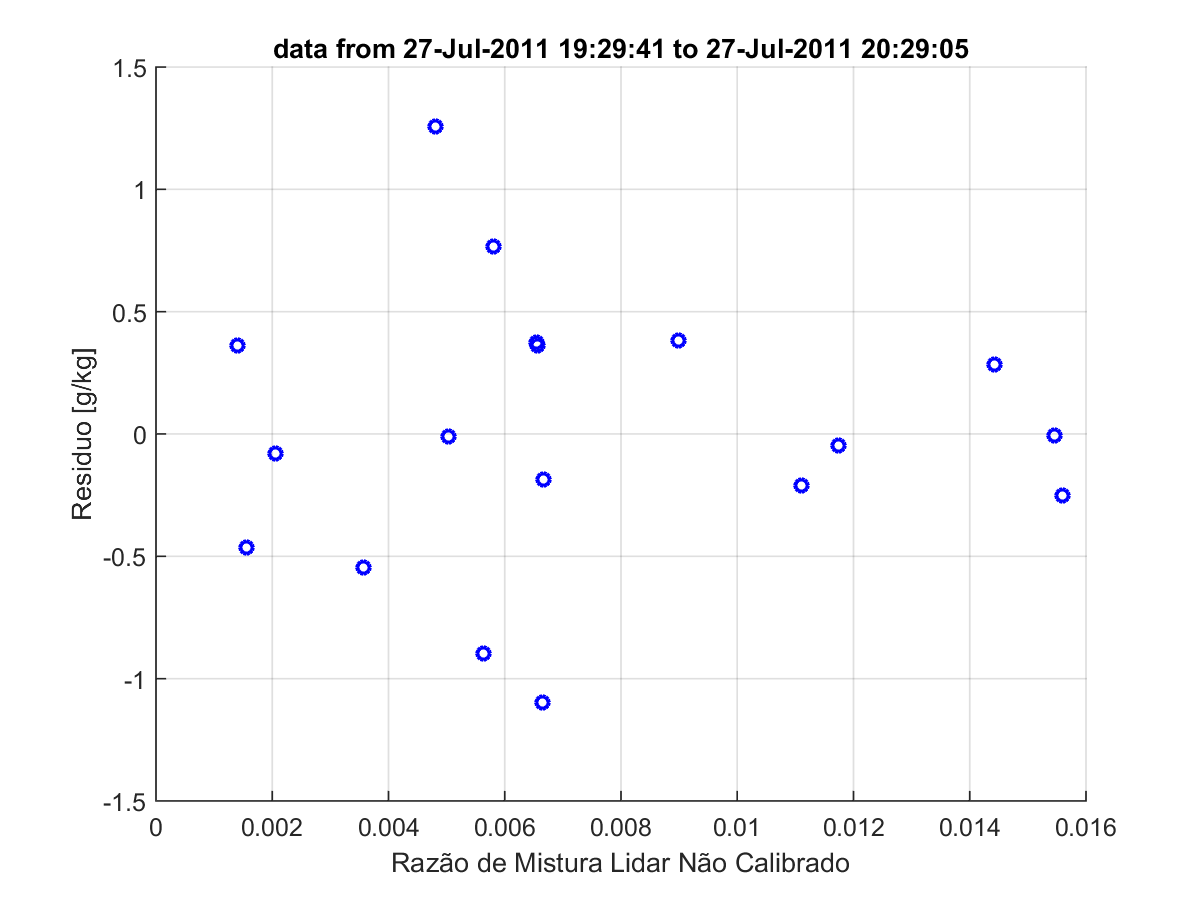 data from 27-Jul-2011 19:29:41 to 27-Jul-2011 20:29:05
1.5
1
0.5
0
-0.5
-1
-1.5
Residuo [g/kg]
0 0.002 0.004 0.006 0.008 0.01 0.012 0.014 0.016
Razão de Mistura Lidar Não Calibrado